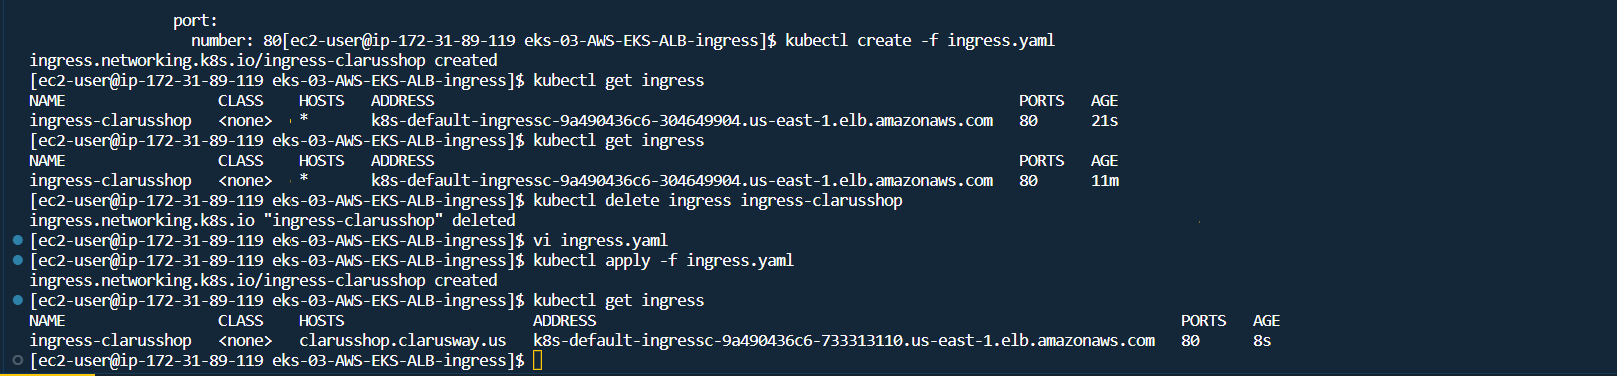 port:
number: 80[ec2-user@ip-172-31-89-119 eks-03-AWS-EKS-ALB-ingress]$ kubectl create -f ingress.yaml
ingress.networking.k8s.io/ingress-clarusshop created
[ec2-user@ip-172-31-89-119 eks-03-AWS-EKS-ALB-ingress]$ kubectl get ingress
NAME CLASS HOSTS ADDRESS PORTS AGE
ingress-clarusshop <none> * k8s-default-ingressc-9a490436c6-304649904.us-east-1.elb.amazonaws.com 80 21s
[ec2-user@ip-172-31-89-119 eks-03-AWS-EKS-ALB-ingress]$ kubectl get ingress
NAME CLASS HOSTS ADDRESS PORTS AGE
ingress-clarusshop <none> * k8s-default-ingressc-9a490436c6-304649904.us-east-1.elb.amazonaws.com 80 11m
[ec2-user@ip-172-31-89-119 eks-03-AWS-EKS-ALB-ingress]$ kubectl delete ingress ingress-clarusshop
ingress.networking.k8s.io "ingress-clarusshop" deleted
[ec2-user@ip-172-31-89-119 eks-03-AWS-EKS-ALB-ingress]$ vi ingress.yaml
[ec2-user@ip-172-31-89-119 eks-03-AWS-EKS-ALB-ingress]$ kubectl apply -f ingress.yaml
ingress.networking.k8s.io/ingress-clarusshop created
[ec2-user@ip-172-31-89-119 eks-03-AWS-EKS-ALB-ingress]$ kubectl get ingress
NAME CLASS HOSTS ADDRESS PORTS AGE
ingress-clarusshop <none> clarusshop.clarusway.us k8s-default-ingressc-9a490436c6-733313110.us-east-1.elb.amazonaws.com 80 8s
[ec2-user@ip-172-31-89-119 eks-03-AWS-EKS-ALB-ingress]$